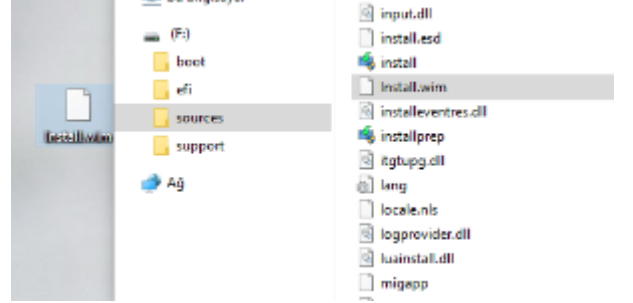 Install.wim
(F:)
boot
efi
sources
support
Ağ
input.dll
install.esd
install
Install.wim
installeventres.dll
installprep
itgtupg.dll
lang
locale.nls
logprovider.dll
luainstall.dll
migapp